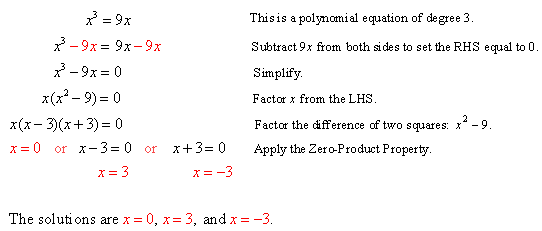 x³ = 9x This is a polynomial equation of degree 3.
x³ − 9x = 9x − 9x Subtract 9x from both sides to set the RHS equal to 0.
x³ − 9x = 0 Simplify.
x(x² − 9) = 0 Factor x from the LHS.
x(x − 3)(x + 3) = 0 Factor the difference of two squares: x² − 9.
x = 0 or x − 3 = 0 or x + 3 = 0 Apply the Zero-Product Property.
x = 3 x = −3
The solutions are x = 0, x = 3, and x = −3.